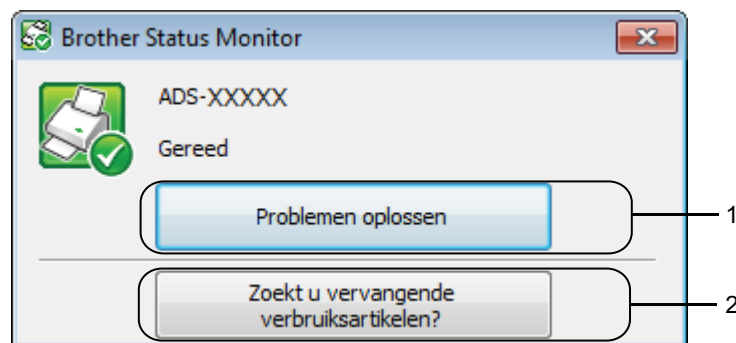 Brother Status Monitor
ADS-XXXXX
Gereed
Problemen oplossen
1
Zoekt u vervangende
verbruiksartikelen?
2